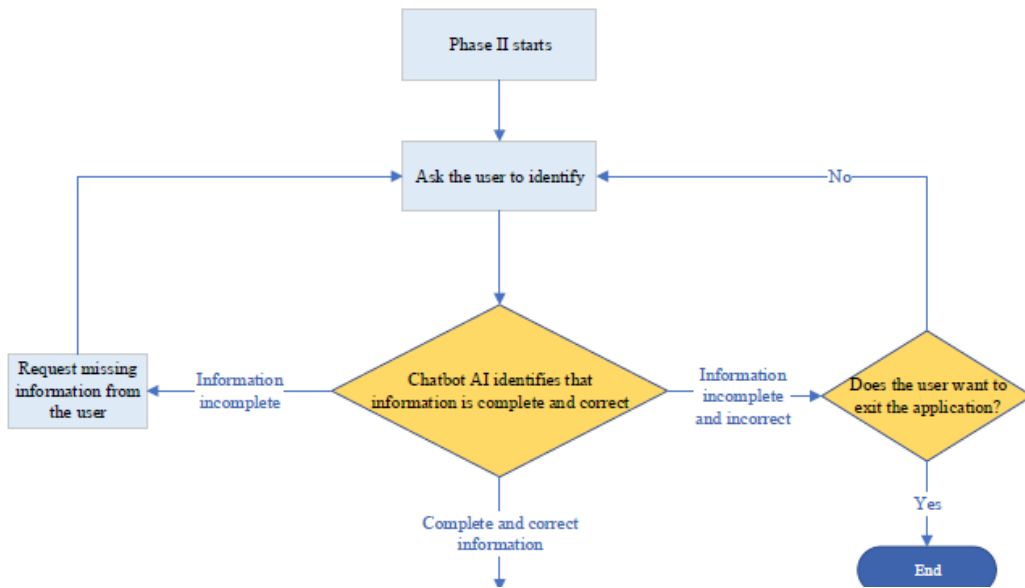 Phase II starts
Ask the user to identify
No
Request missing
information from
the user
Information
incomplete
Chatbot AI identifies that
information is complete and correct
Information
incomplete
and incorrect
Does the user want to
exit the application?
Yes
Complete and correct
information
End